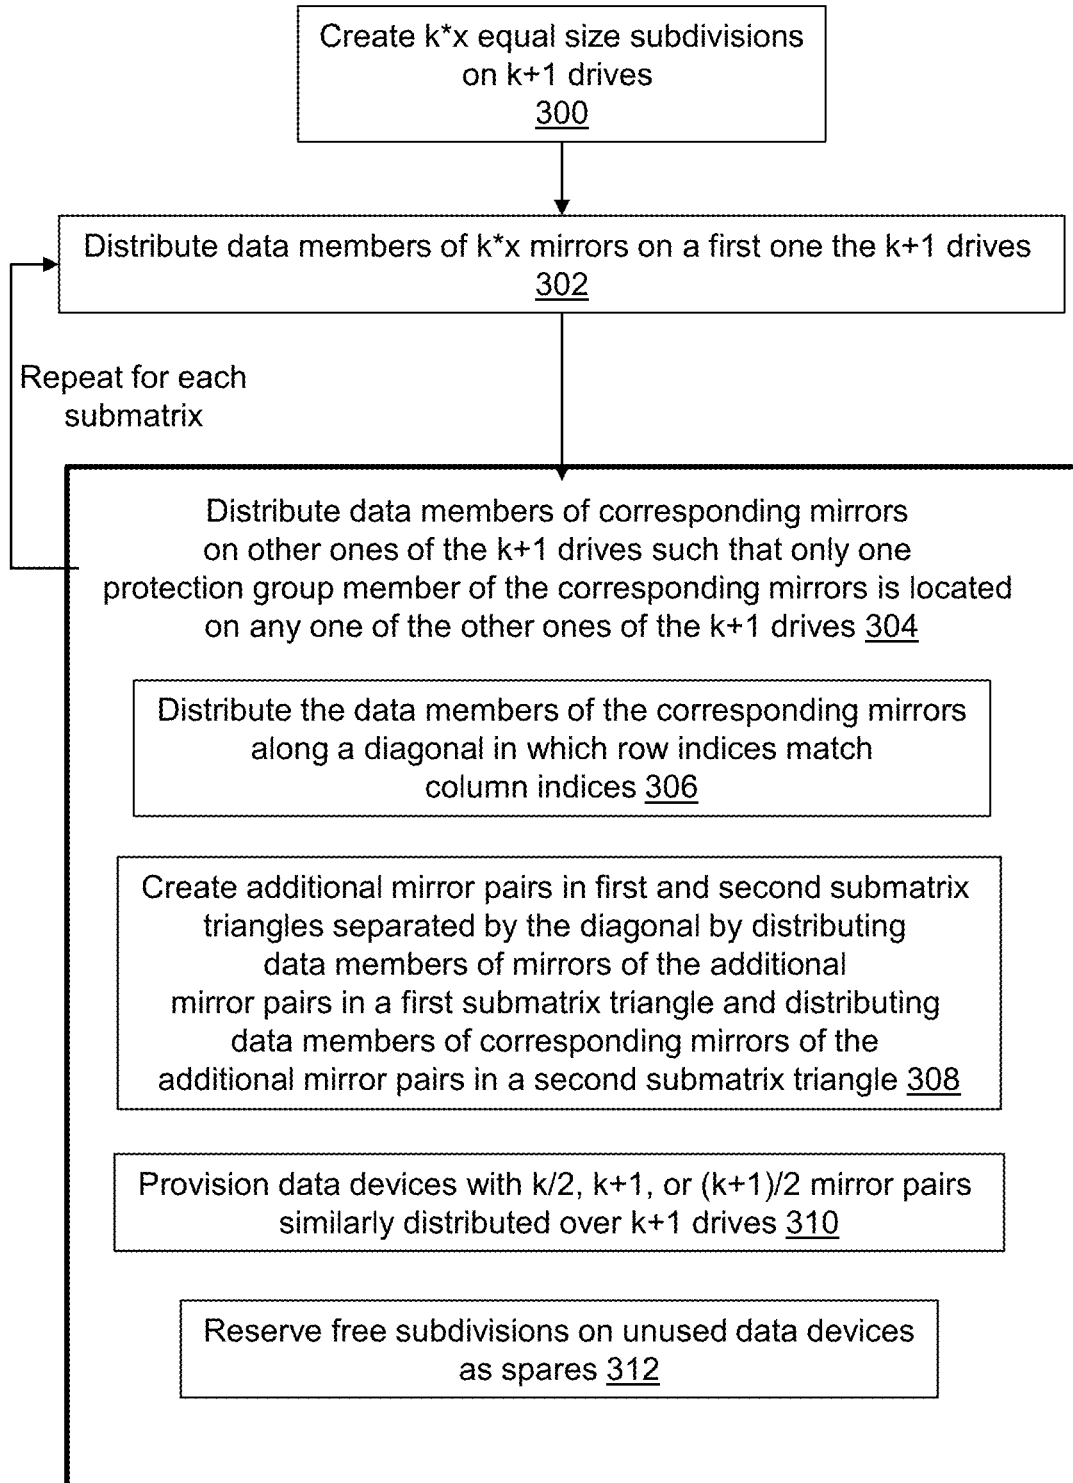 Create k*x equal size subdivisions
on k+1 drives
300
Distribute data members of k*x mirrors on a first one the k+1 drives
302
Repeat for each
submatrix
Distribute data members of corresponding mirrors
on other ones of the k+1 drives such that only one
protection group member of the corresponding mirrors is located
on any one of the other ones of the k+1 drives 304
Distribute the data members of the corresponding mirrors
along a diagonal in which row indices match
column indices 306
Create additional mirror pairs in first and second submatrix
triangles separated by the diagonal by distributing
data members of mirrors of the additional
mirror pairs in a first submatrix triangle and distributing
data members of corresponding mirrors of the
additional mirror pairs in a second submatrix triangle 308
Provision data devices with k/2, k+1, or (k+1)/2 mirror pairs
similarly distributed over k+1 drives 310
Reserve free subdivisions on unused data devices
as spares 312